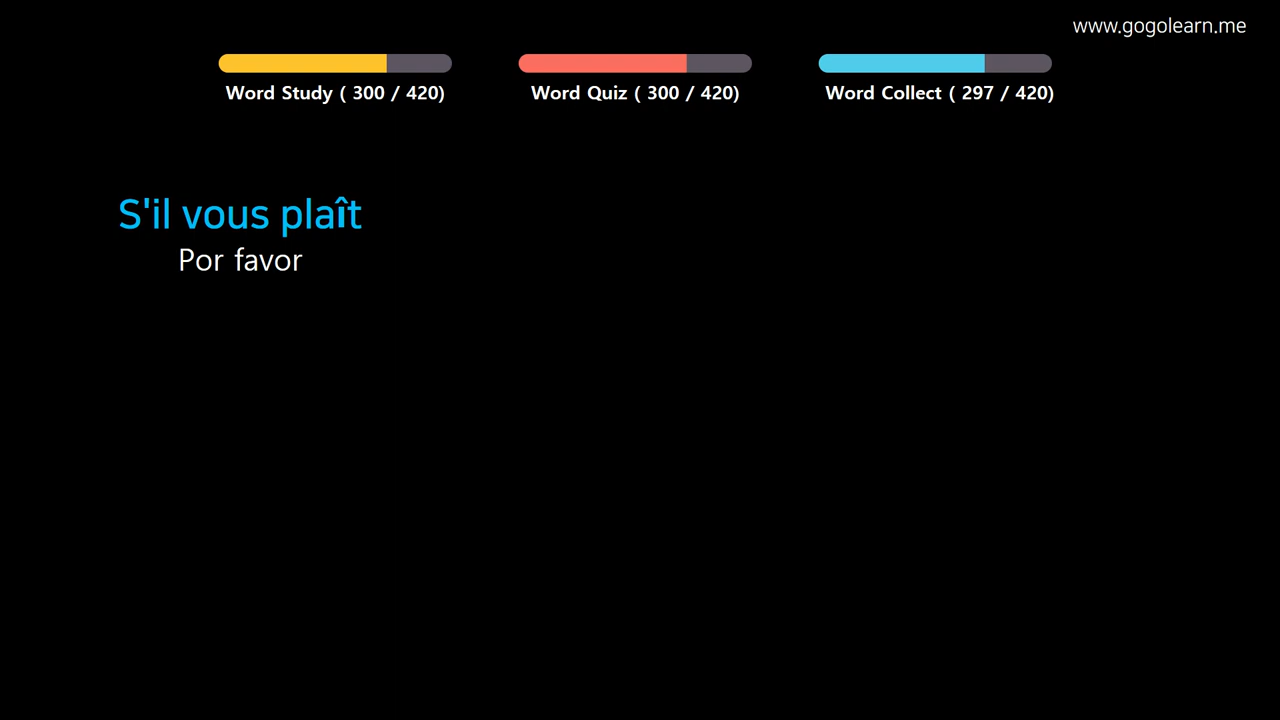 www.gogolearn.me
Word Study ( 300 / 420)
Word Quiz ( 300 / 420)
Word Collect ( 297 / 420)
S'il vous plaît
Por favor